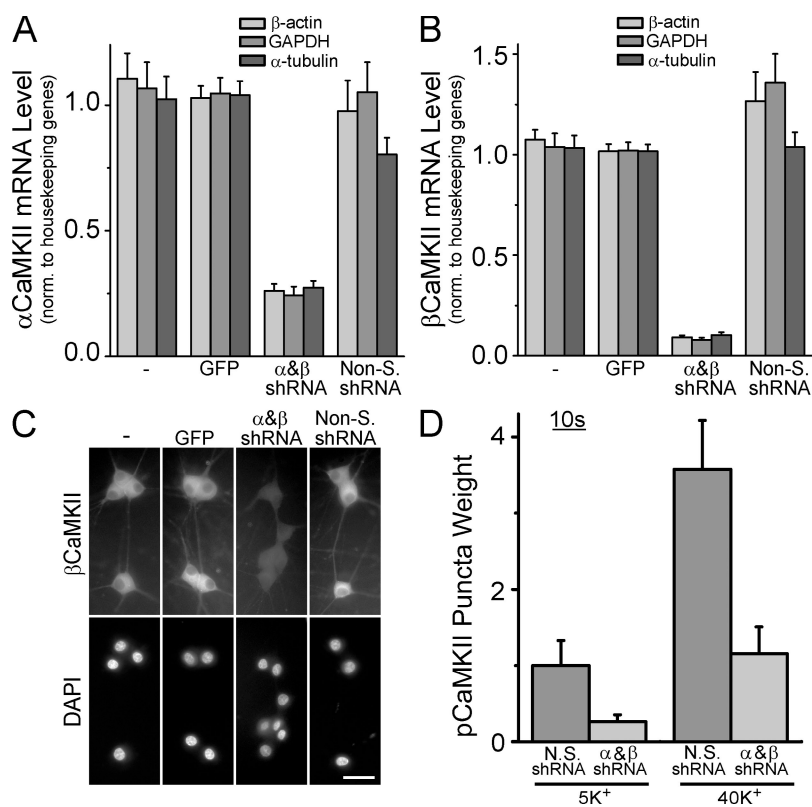 A
β-actin
GAPDH
α-tubulin
αCaMKII mRNA Level
(norm. to housekeeping genes)
1.0
0.5
0.0
-
GFP
α&β
shRNA
Non-S.
shRNA
B
β-actin
GAPDH
α-tubulin
βCaMKII mRNA Level
(norm. to housekeeping genes)
1.5
1.0
0.5
0.0
-
GFP
α&β
shRNA
Non-S.
shRNA
C
-
GFP
α&β
shRNA
Non-S.
shRNA
βCaMKII
DAPI
D
10s
pCaMKII Puncta Weight
4
2
0
N.S.
shRNA
α&β
shRNA
N.S.
shRNA
α&β
shRNA
5K⁺
40K⁺